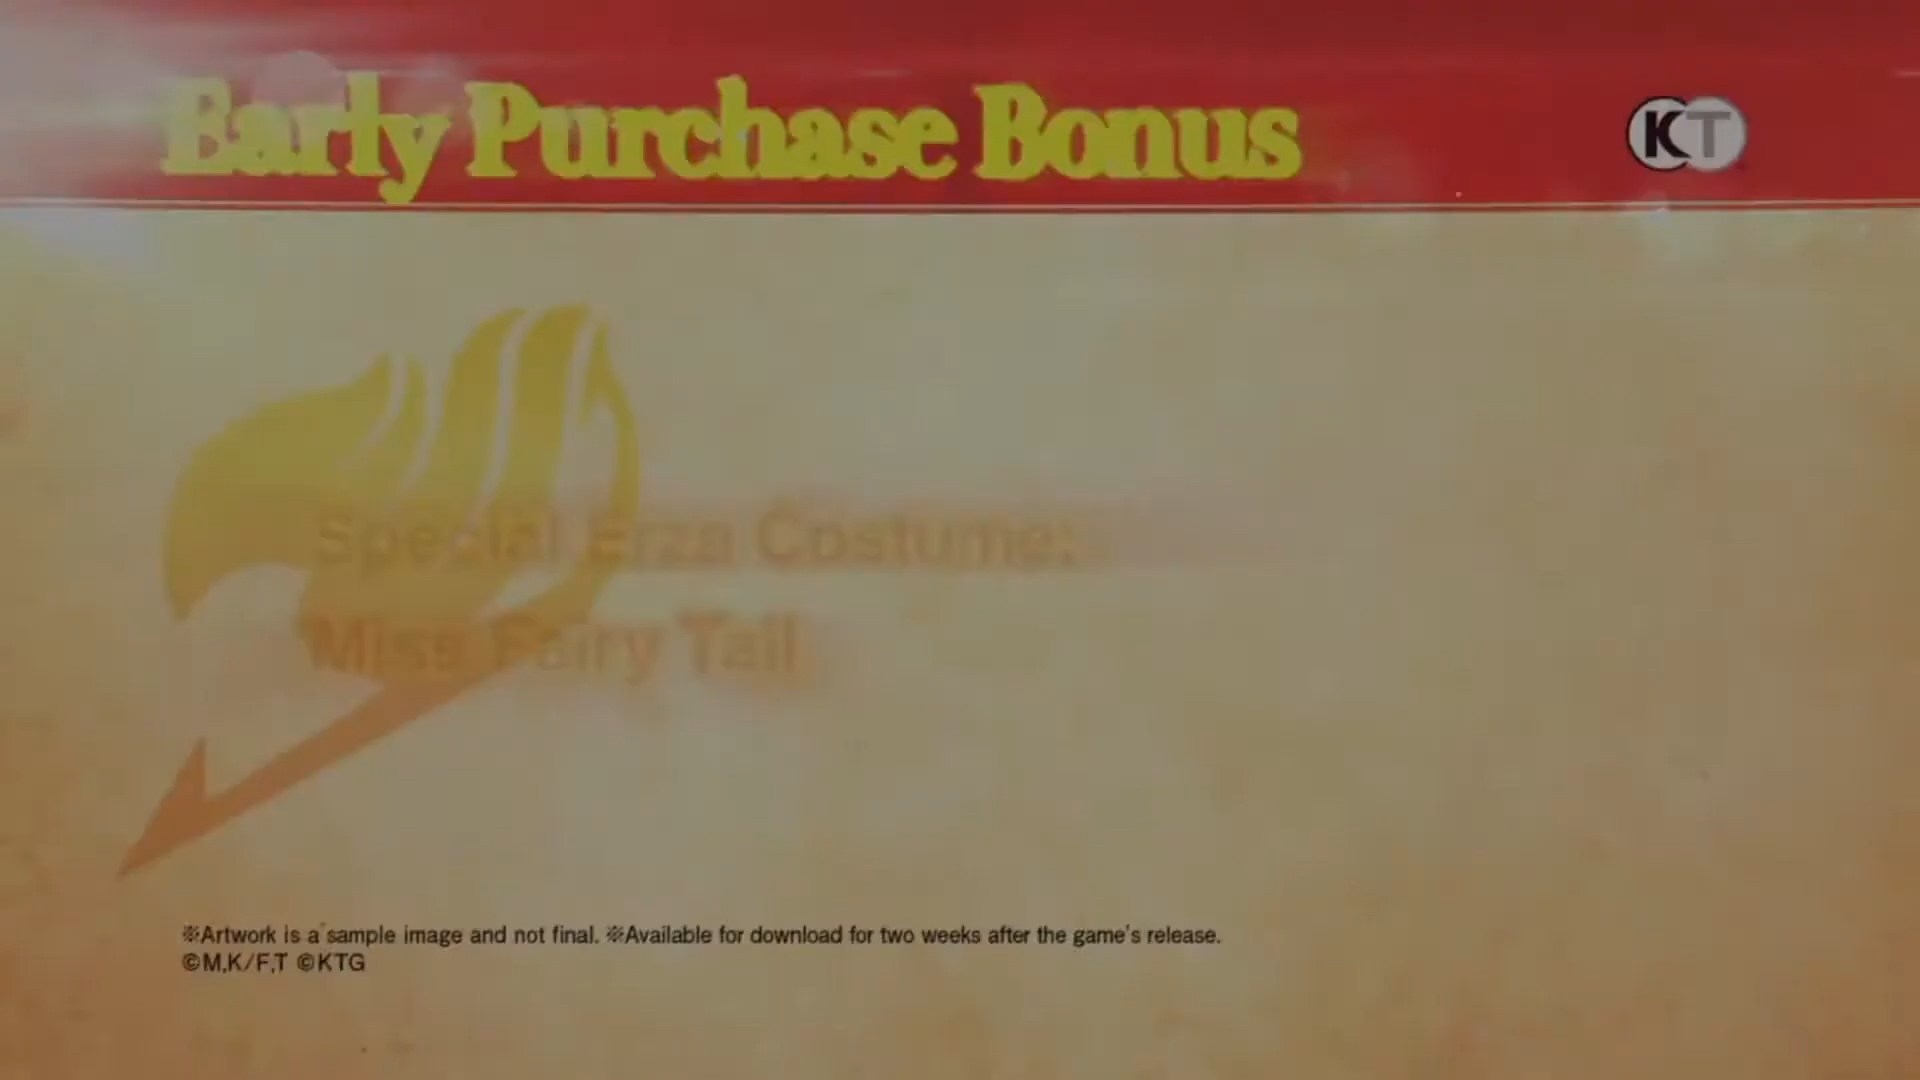 Early Purchase Bonus
KT
Special Erza Costume:
Miss Fairy Tail
※Artwork is a sample image and not final. ※Available for download for two weeks after the game's release.
©M,K/F,T ©KTG